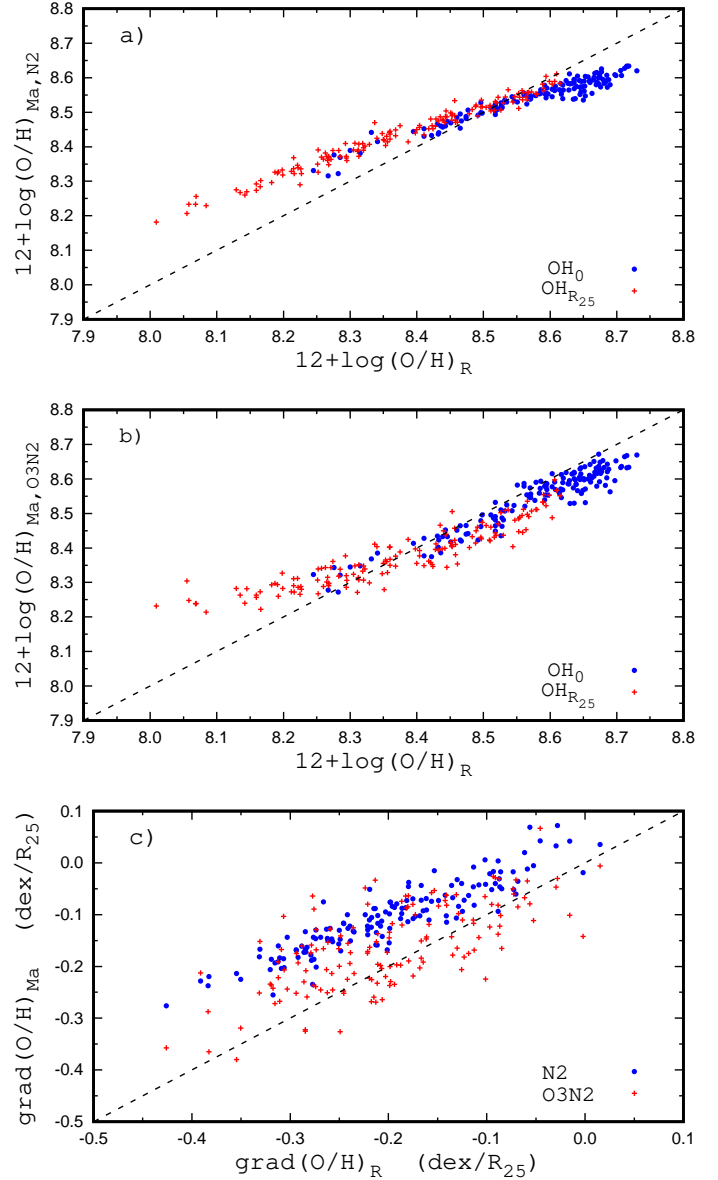 a)
12+log(O/H)Ma,N2
8.8
8.7
8.6
8.5
8.4
8.3
8.2
8.1
8.0
7.9
OH0
OHR25
7.9 8.0 8.1 8.2 8.3 8.4 8.5 8.6 8.7 8.8
12+log(O/H)R
b)
12+log(O/H)Ma,O3N2
8.8
8.7
8.6
8.5
8.4
8.3
8.2
8.1
8.0
7.9
OH0
OHR25
7.9 8.0 8.1 8.2 8.3 8.4 8.5 8.6 8.7 8.8
12+log(O/H)R
c)
grad(O/H)Ma (dex/R25)
0.1
0.0
-0.1
-0.2
-0.3
-0.4
-0.5
N2
O3N2
-0.5 -0.4 -0.3 -0.2 -0.1 0.0 0.1
grad(O/H)R (dex/R25)